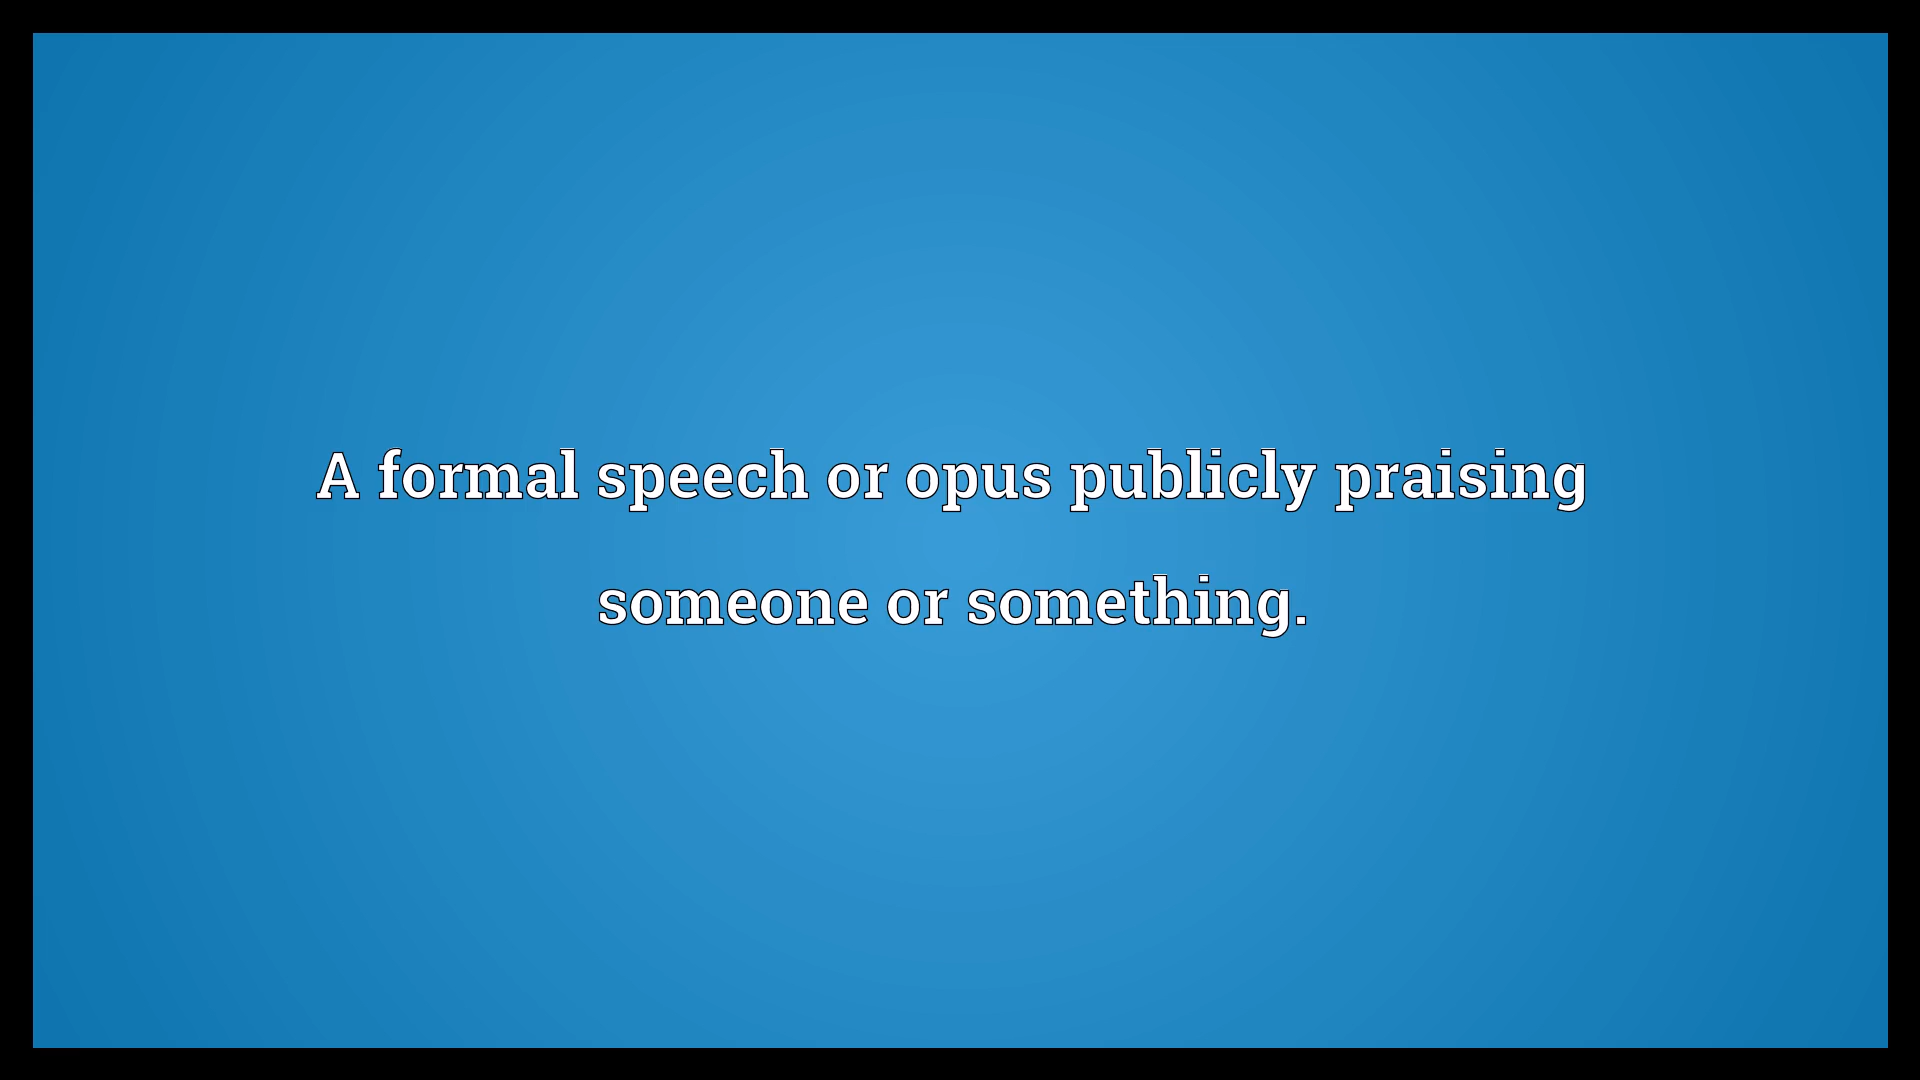 A formal speech or opus publicly praising
someone or something.